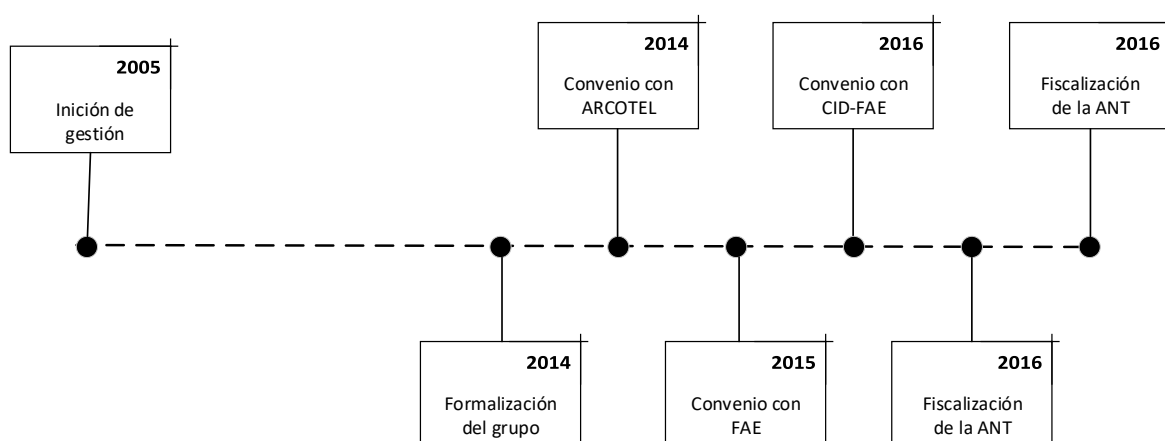 2005
Inición de
gestión
2014
Convenio con
ARCOTEL
2016
Convenio con
CID-FAE
2016
Fiscalización
de la ANT
2014
Formalización
del grupo
2015
Convenio con
FAE
2016
Fiscalización
de la ANT